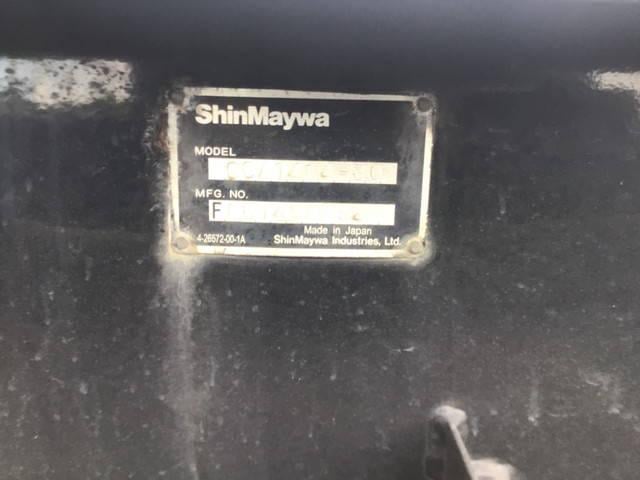 ShinMaywa
MODEL
MFG. NO.
F
Made in Japan
4-26572-00-1A ShinMaywa Industries, Ltd.